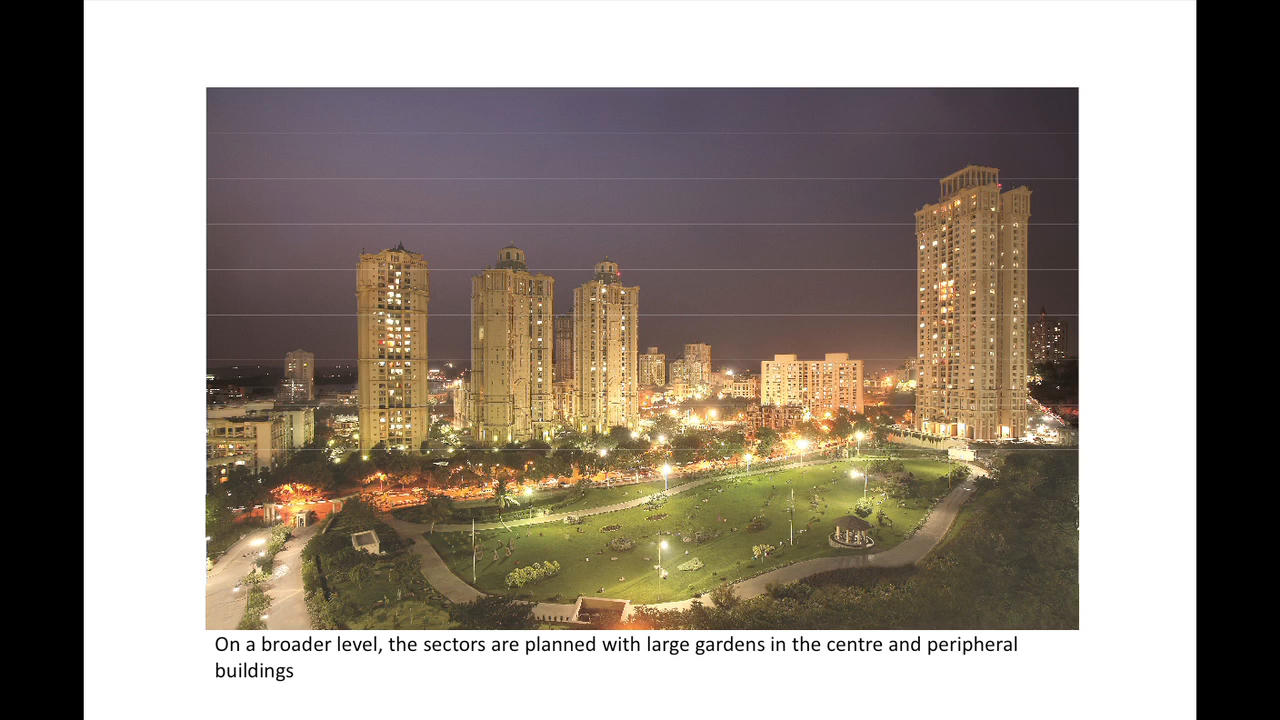 On a broader level, the sectors are planned with large gardens in the centre and peripheral
buildings